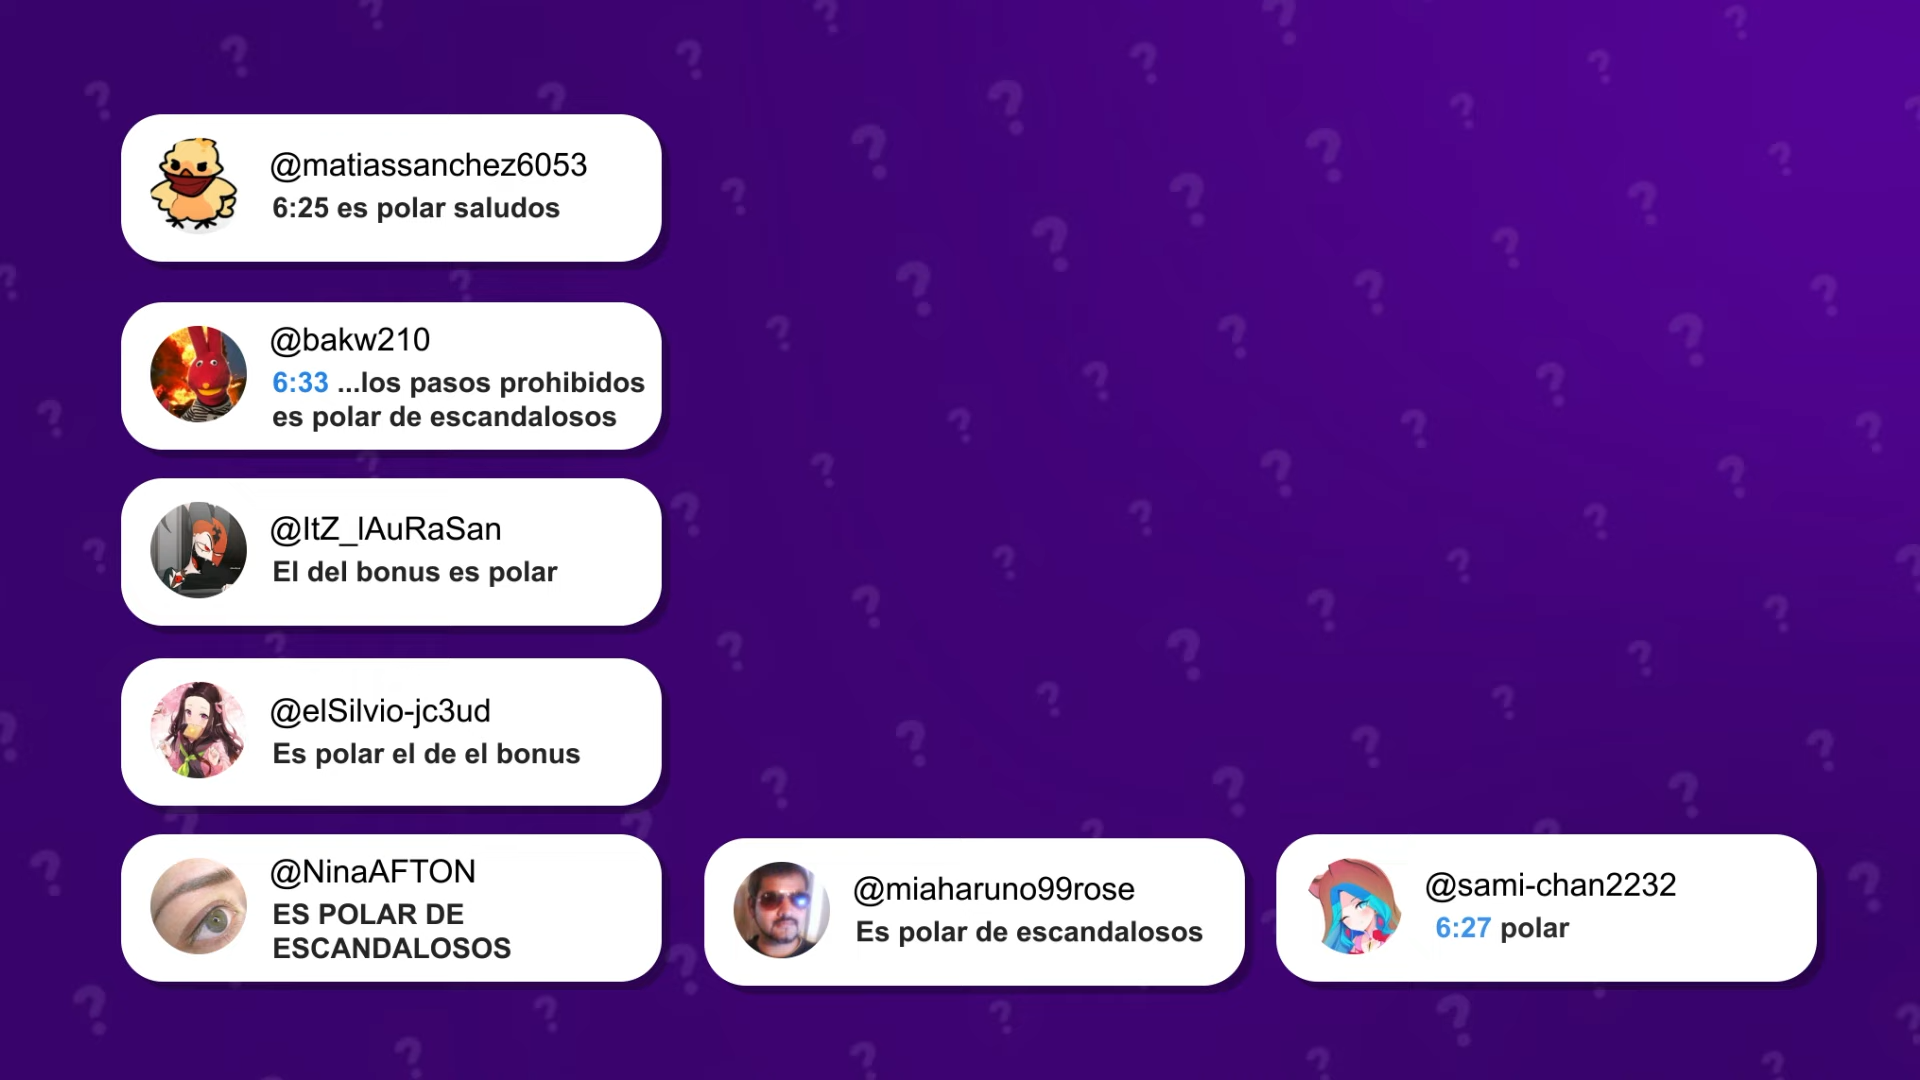 @matiassanchez6053
6:25 es polar saludos
@bakw210
6:33 ...los pasos prohibidos
es polar de escandalosos
@ItZ_lAuRaSan
El del bonus es polar
@elSilvio-jc3ud
Es polar el de el bonus
@NinaAFTON
ES POLAR DE
ESCANDALOSOS
@miaharuno99rose
Es polar de escandalosos
@sami-chan2232
6:27 polar